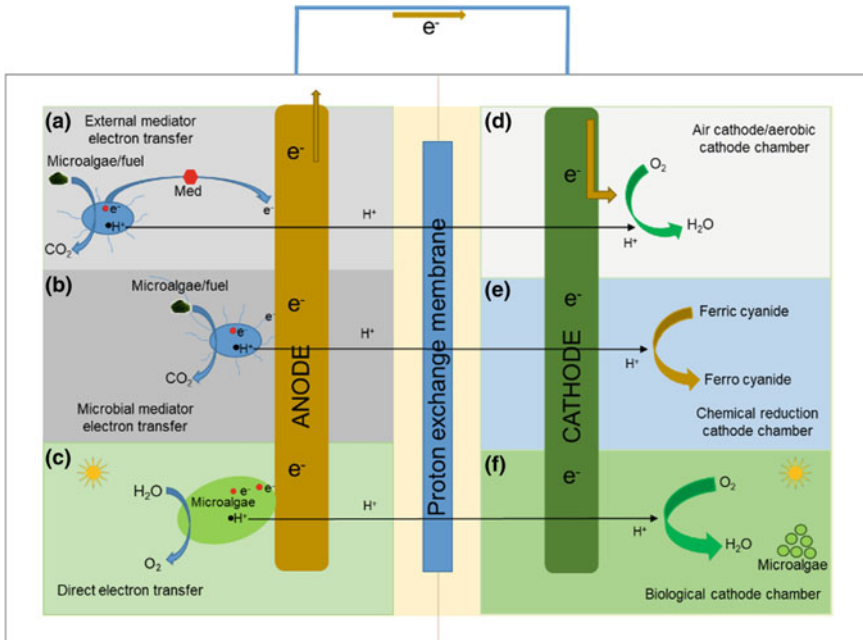 e-
(a)
External mediator
electron transfer
Microalgae/fuel
Med
e-
H+
CO2
e-
e-
H+
(b)
Microalgae/fuel
e-
H+
CO2
e-
e-
H+
Microbial mediator
electron transfer
(c)
H2O
Microalgae
e-
e-
H+
O2
e-
H+
Direct electron transfer
ANODE
Proton exchange membrane
CATHODE
(d)
Air cathode/aerobic
cathode chamber
e-
O2
H2O
H+
(e)
e-
Ferric cyanide
H+
Ferro cyanide
Chemical reduction
cathode chamber
(f)
e-
O2
H+
H2O
Microalgae
Biological cathode chamber